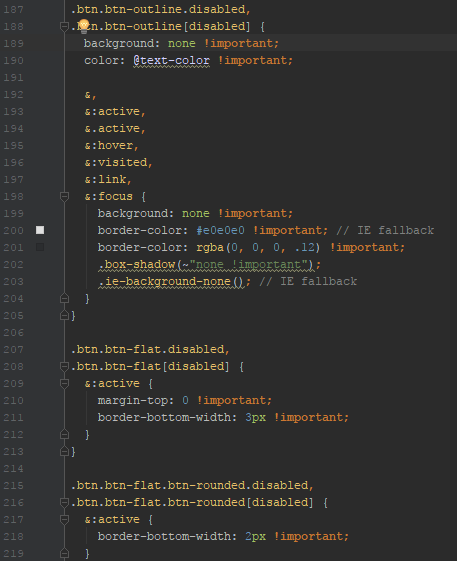 187 .btn.btn-outline.disabled,
188 .btn.btn-outline[disabled] {
189   background: none !important;
190   color: @text-color !important;
191
192   &,
193   &:active,
194   &.active,
195   &:hover,
196   &:visited,
197   &:link,
198   &:focus {
199     background: none !important;
200     border-color: #e0e0e0 !important; // IE fallback
201     border-color: rgba(0, 0, 0, .12) !important;
202     .box-shadow(~"none !important");
203     .ie-background-none(); // IE fallback
204   }
205 }
206
207 .btn.btn-flat.disabled,
208 .btn.btn-flat[disabled] {
209   &:active {
210     margin-top: 0 !important;
211     border-bottom-width: 3px !important;
212   }
213 }
214
215 .btn.btn-flat.btn-rounded.disabled,
216 .btn.btn-flat.btn-rounded[disabled] {
217   &:active {
218     border-bottom-width: 2px !important;
219   }